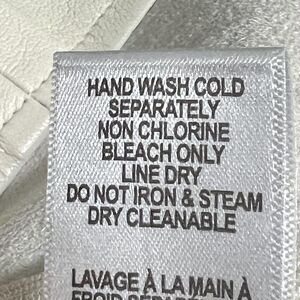 HAND WASH COLD
SEPARATELY
NON CHLORINE
BLEACH ONLY
LINE DRY
DO NOT IRON & STEAM
DRY CLEANABLE
LAVAGE À LA MAIN À
FROID